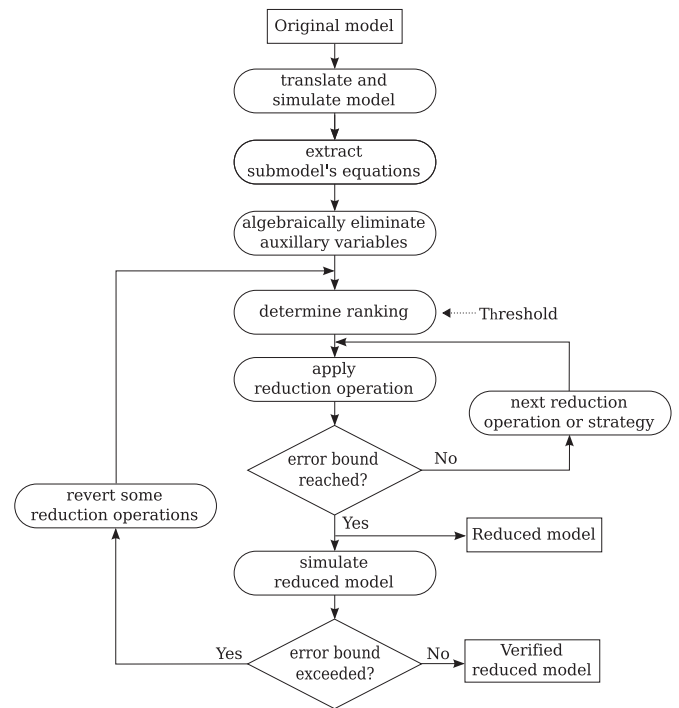 Original model
translate and
simulate model
extract
submodel's equations
algebraically eliminate
auxillary variables
determine ranking
Threshold
apply
reduction operation
next reduction
operation or strategy
error bound
reached?
No
revert some
reduction operations
Yes
Reduced model
simulate
reduced model
error bound
exceeded?
Yes
No
Verified
reduced model